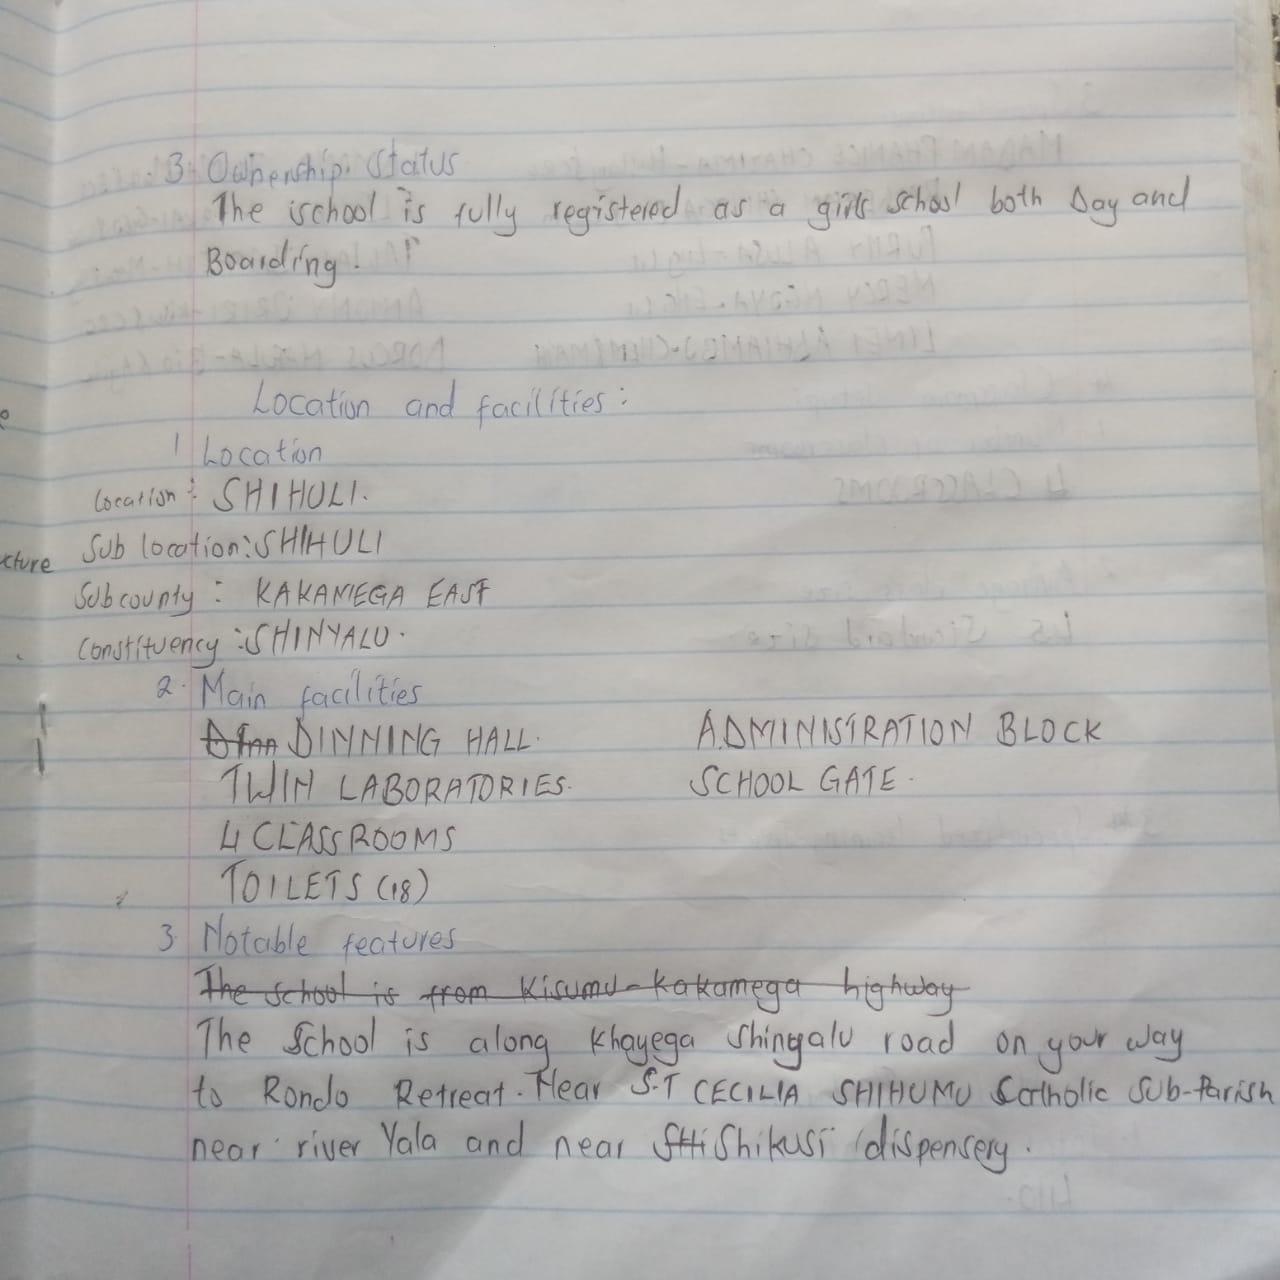 3. Ownership status
The school is fully registered as a girls school both Day and
Boarding.
Location and facilities:
1 Location
Location: SHIHULI.
Sub location: SHIHULI
cture
Subcounty: KAKAMEGA EAST
Constituency: SHINYALU.
2. Main facilities
DINNING HALL. ADMINISTRATION BLOCK
TWIN LABORATORIES. SCHOOL GATE.
4 CLASSROOMS
TOILETS (18)
3 Notable features
The school is from Kisumu-Kakamega highway
The School is along Khayega Shinyalu road on your way
to Rondo Retreat. Near S.T CECILIA SHIHUMU Catholic Sub-Parish
near river Yala and near Shikusi dispensery.